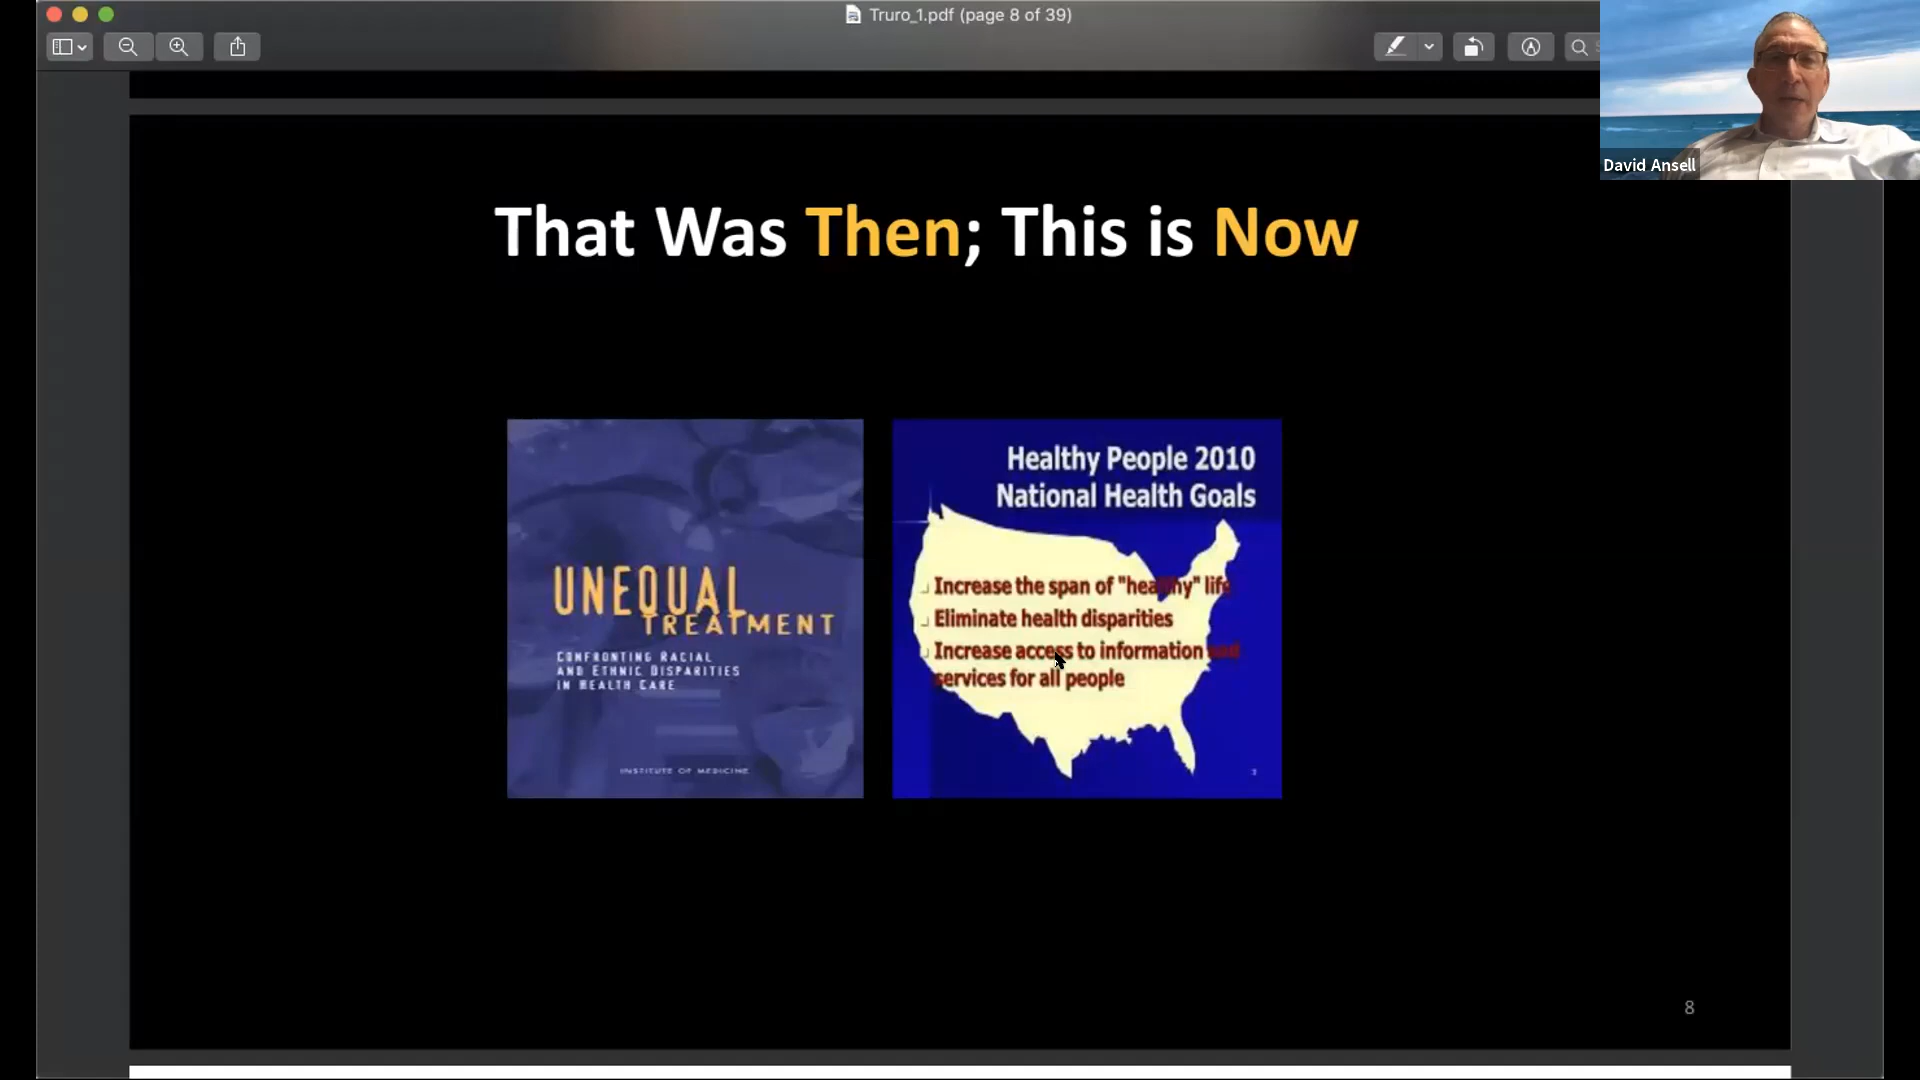 Truro_1.pdf (page 8 of 39)
David Ansell
That Was Then; This is Now
UNEQUAL
TREATMENT
CONFRONTING RACIAL
AND ETHNIC DISPARITIES
IN HEALTH CARE
INSTITUTE OF MEDICINE
Healthy People 2010
National Health Goals
Increase the span of "healthy" life
Eliminate health disparities
Increase access to information and
services for all people
8